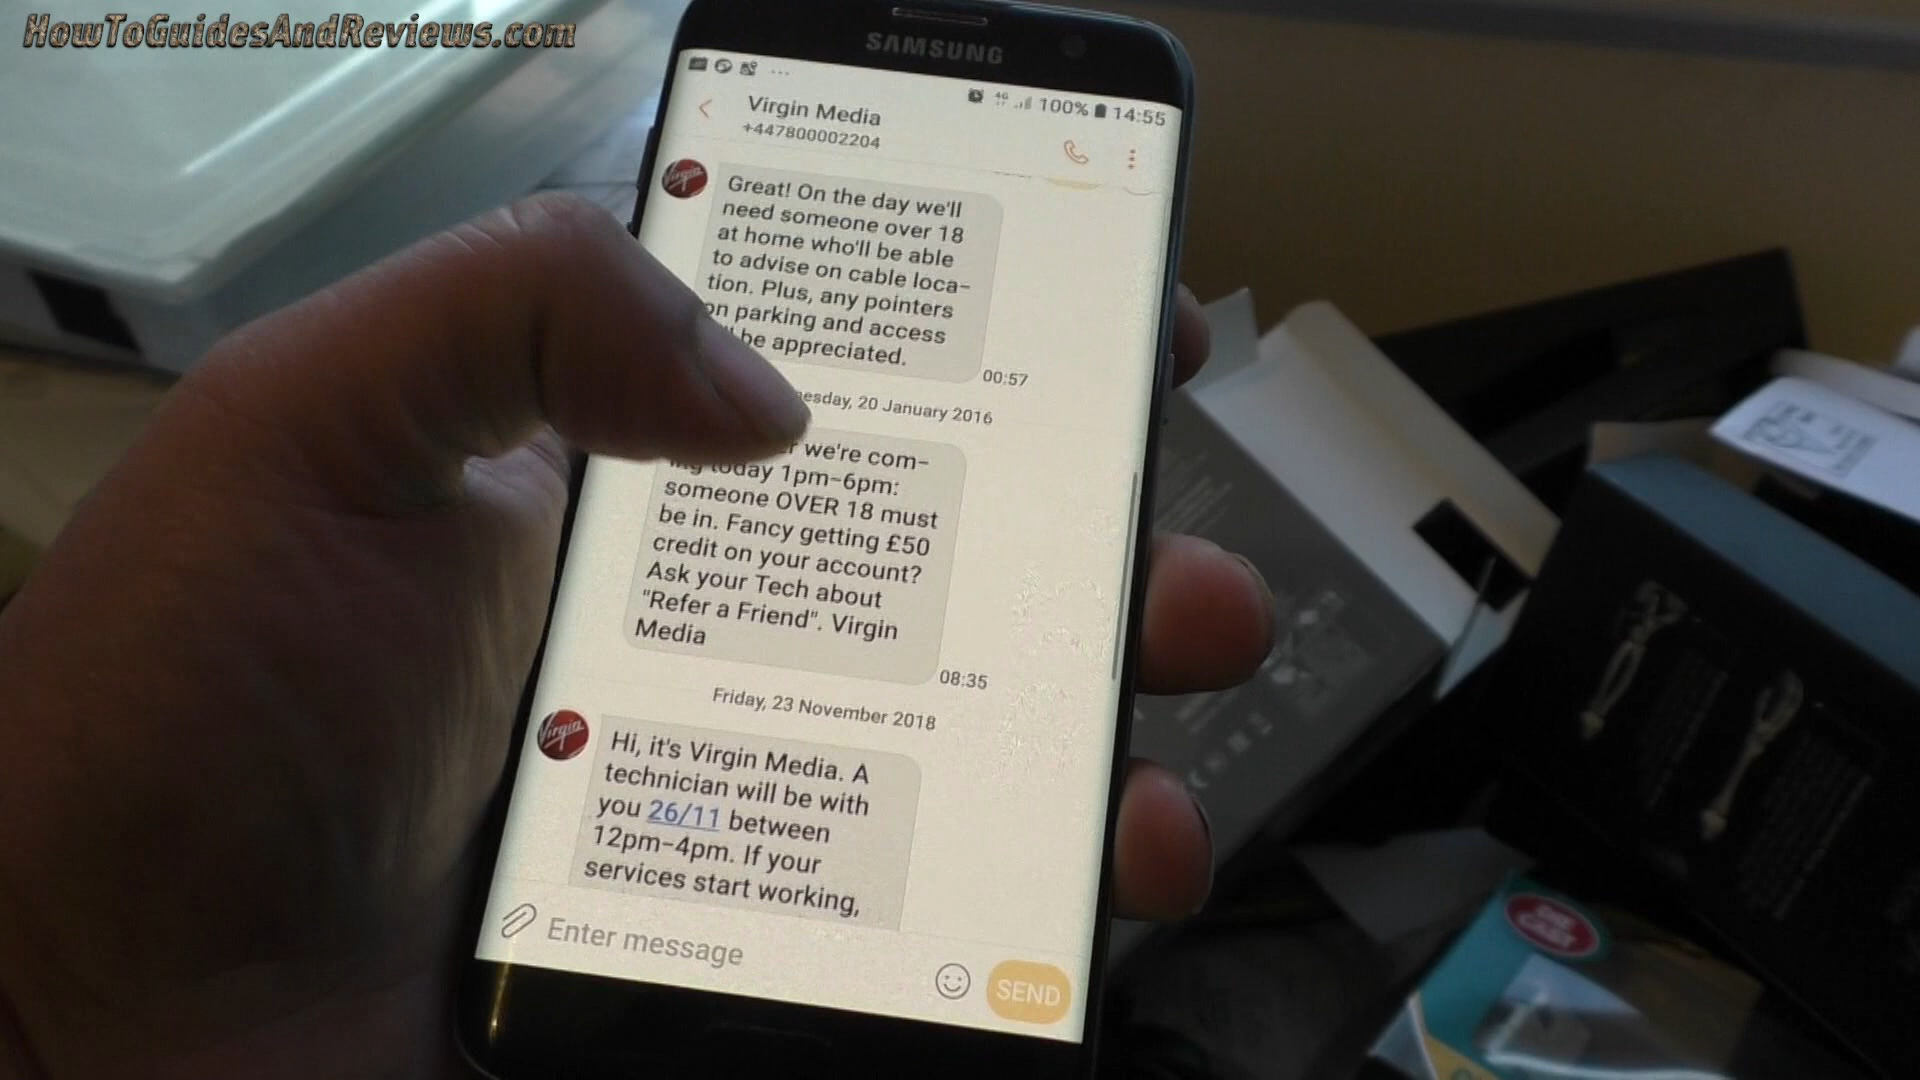 HowToGuidesAndReviews.com
SAMSUNG
4G 100% 14:55
Virgin Media
+447800002204
Virgin
Great! On the day we'll
need someone over 18
at home who'll be able
to advise on cable loca-
tion. Plus, any pointers
on parking and access
be appreciated.
00:57
20 January 2016
we're com-
today 1pm-6pm:
someone OVER 18 must
be in. Fancy getting £50
credit on your account?
Ask your Tech about
"Refer a Friend". Virgin
Media
08:35
Friday, 23 November 2018
Virgin
Hi, it's Virgin Media. A
technician will be with
you 26/11 between
12pm-4pm. If your
services start working,
Enter message
SEND